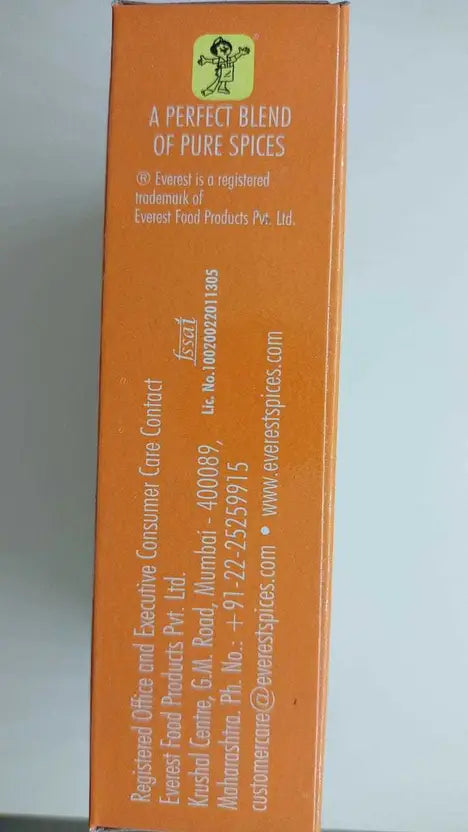 A PERFECT BLEND
OF PURE SPICES
® Everest is a registered
trademark of
Everest Food Products Pvt. Ltd.
fssai
Lic. No.10020022011305
Registered Office and Executive Consumer Care Contact
Everest Food Products Pvt. Ltd.
Krushal Centre, G.M. Road, Mumbai - 400089,
Maharashtra. Ph. No.: +91-22-25259915
customercare@everestspices.com • www.everestspices.com